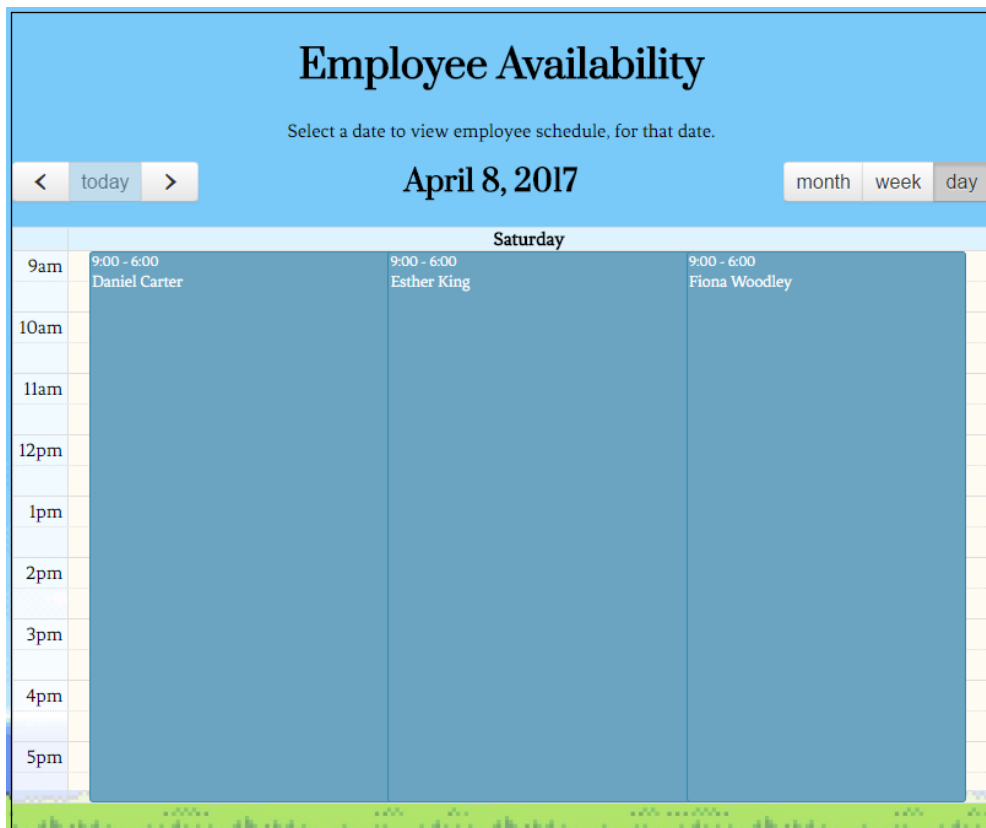 Employee Availability
Select a date to view employee schedule, for that date.
today
April 8, 2017
month week day
Saturday
9am
9:00 - 6:00 9:00 - 6:00 9:00 - 6:00
Daniel Carter Esther King Fiona Woodley
10am
11am
12pm
1pm
2pm
3pm
4pm
5pm